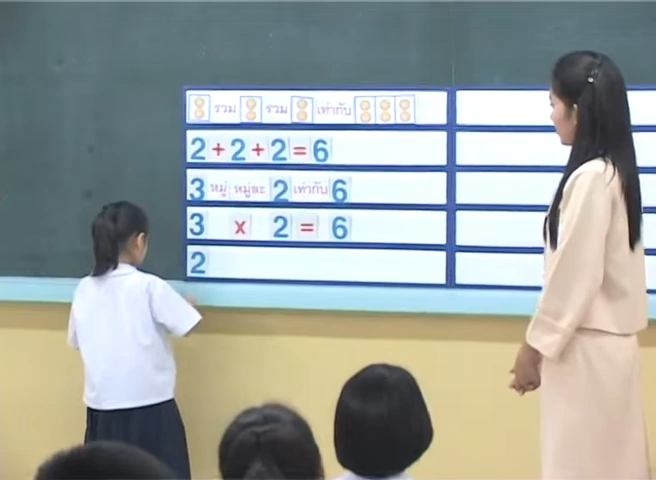 รวม รวม เท่ากับ
2 + 2 + 2 = 6
3 หมู่ หมู่ละ 2 เท่ากับ 6
3 x 2 = 6
2